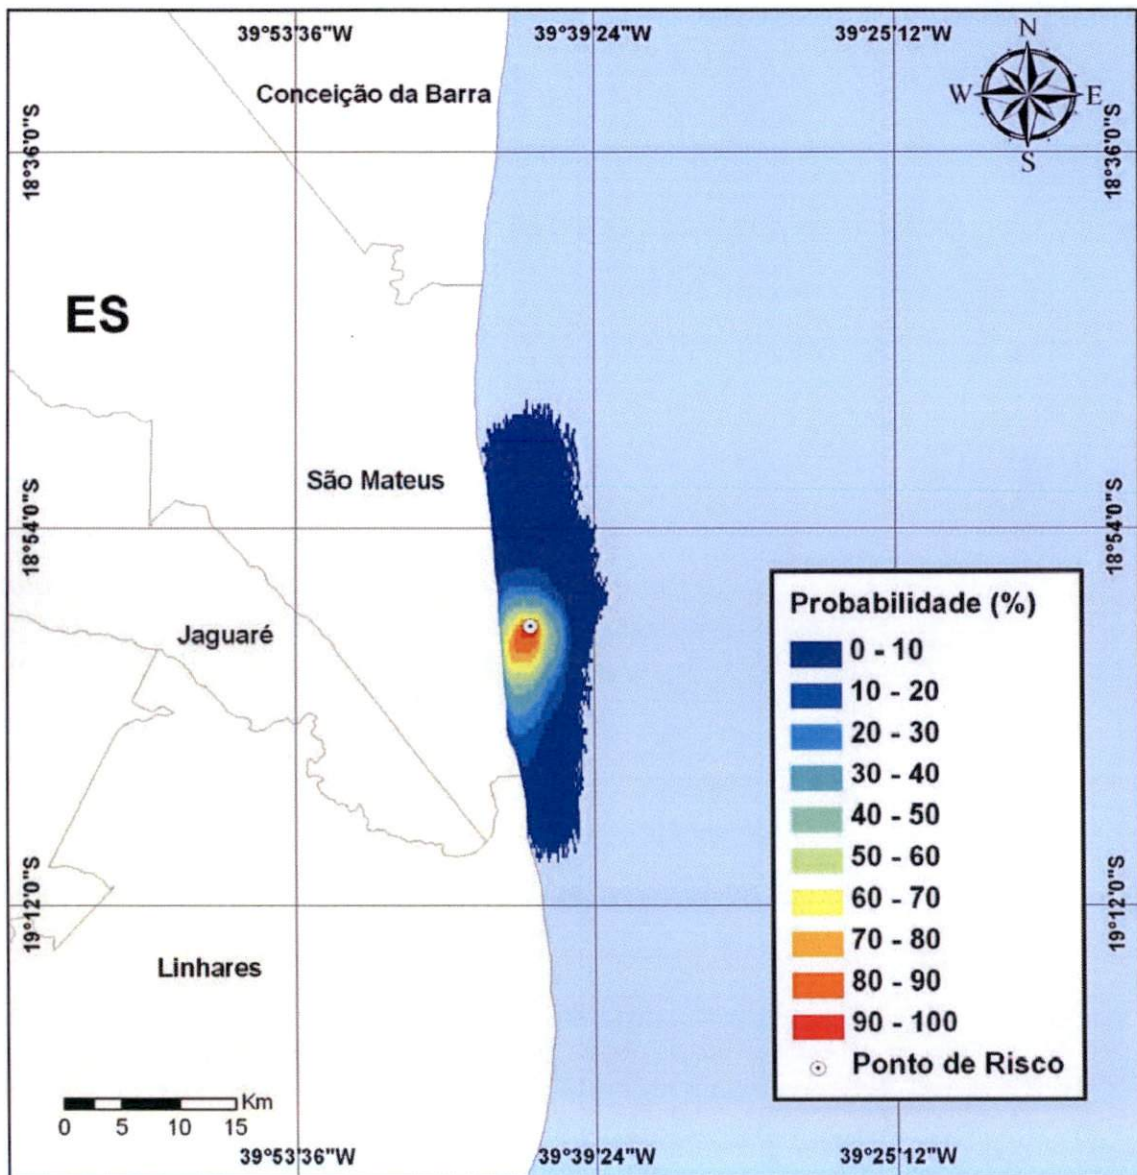 39°53'36"W 39°39'24"W 39°25'12"W
N
Conceição da Barra
W E
S
18°36'0"S 18°36'0"S
ES
São Mateus
18°54'0"S 18°54'0"S
Jaguaré
Probabilidade (%)
0 - 10
10 - 20
20 - 30
30 - 40
40 - 50
50 - 60
60 - 70
70 - 80
80 - 90
90 - 100
Ponto de Risco
19°12'0"S 19°12'0"S
Linhares
Km
0 5 10 15
39°53'36"W 39°39'24"W 39°25'12"W